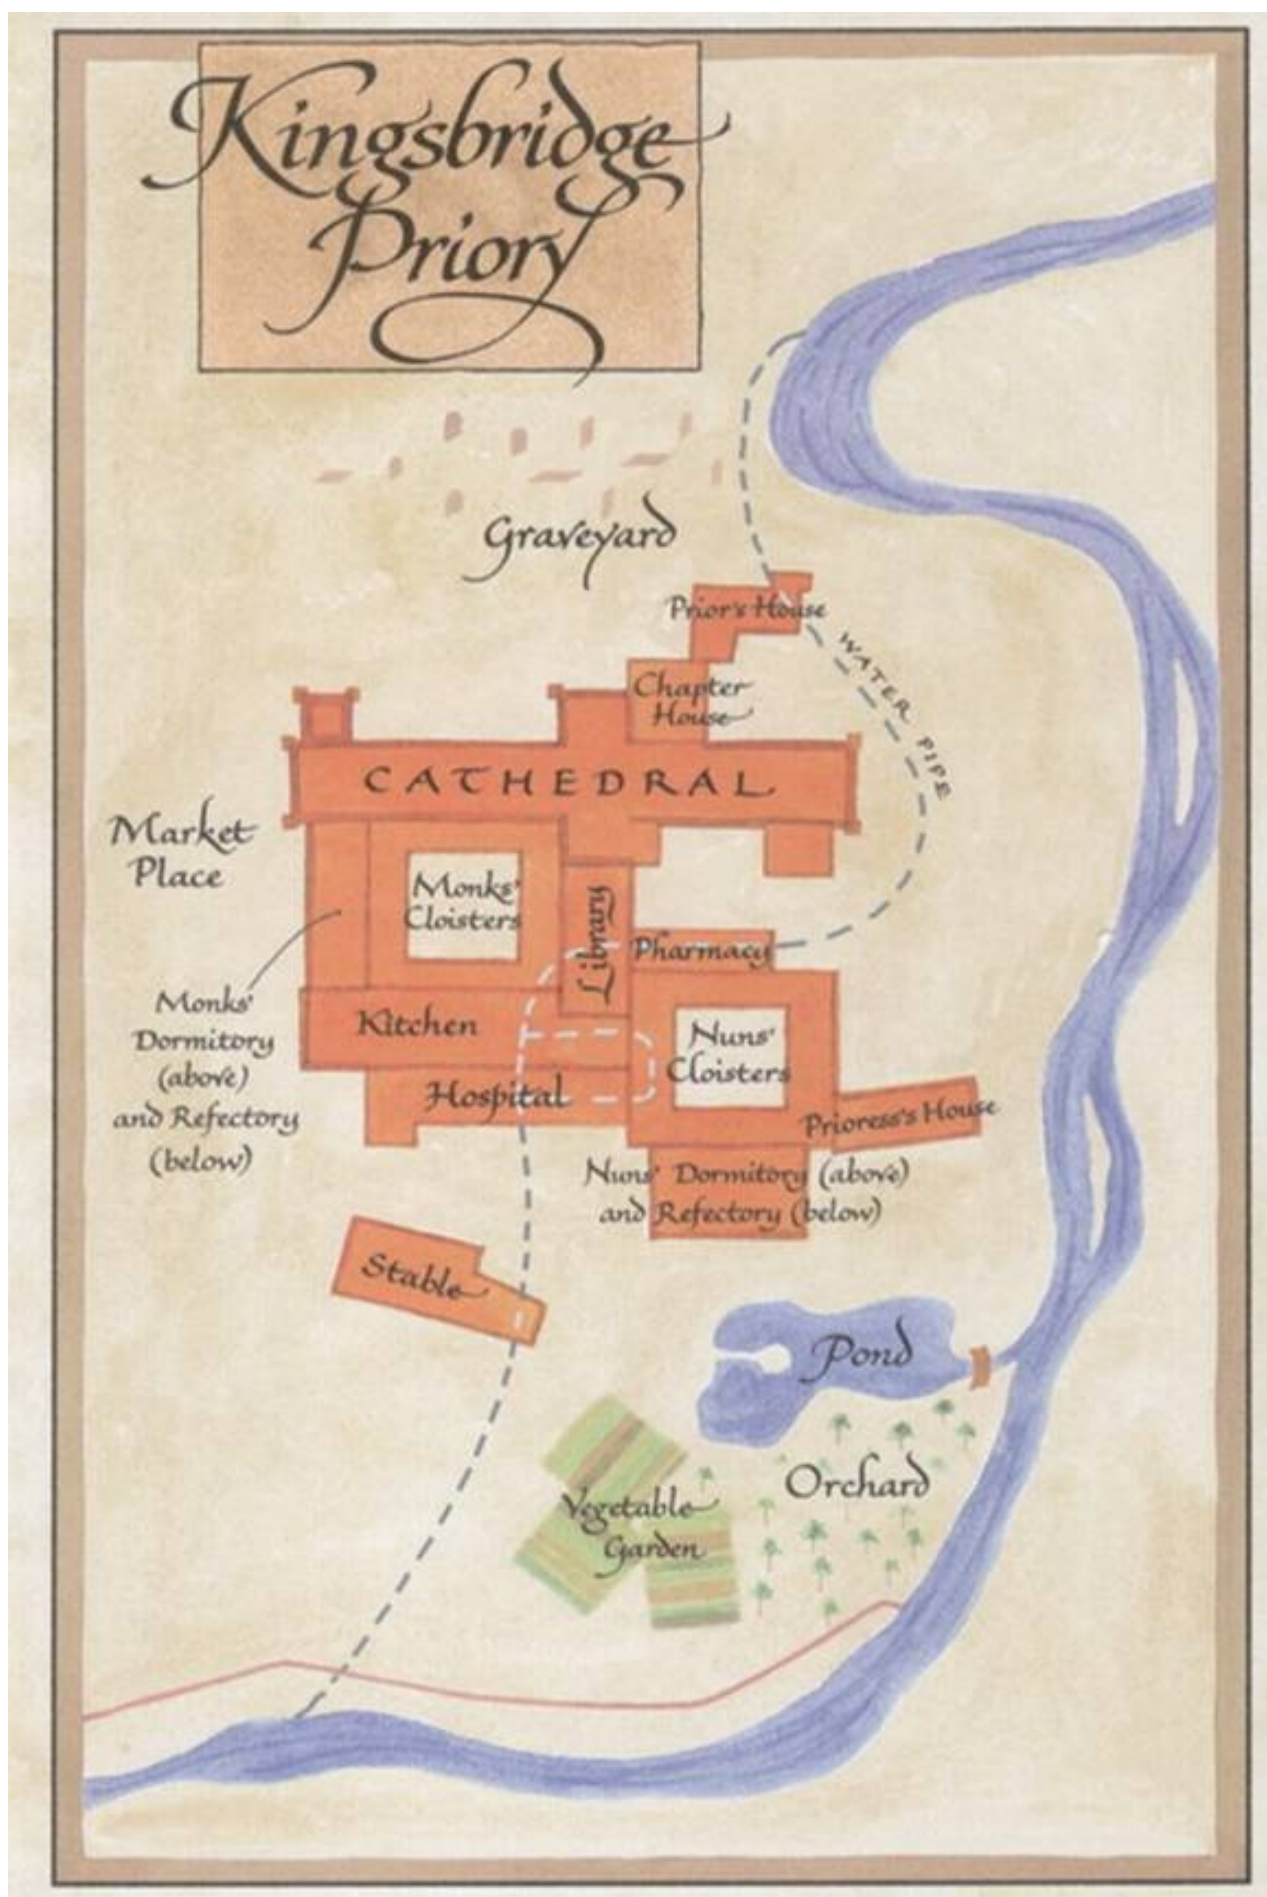 Kingsbridge
Priory
Graveyard
Prior's House
WATER PIPE
Chapter
House
CATHEDRAL
Market
Place
Monks'
Cloisters
Library
Pharmacy
Monks'
Dormitory
(above)
and Refectory
(below)
Kitchen
Nuns'
Cloisters
Hospital
Prioress's House
Nuns' Dormitory (above)
and Refectory (below)
Stable
Pond
Orchard
Vegetable
Garden